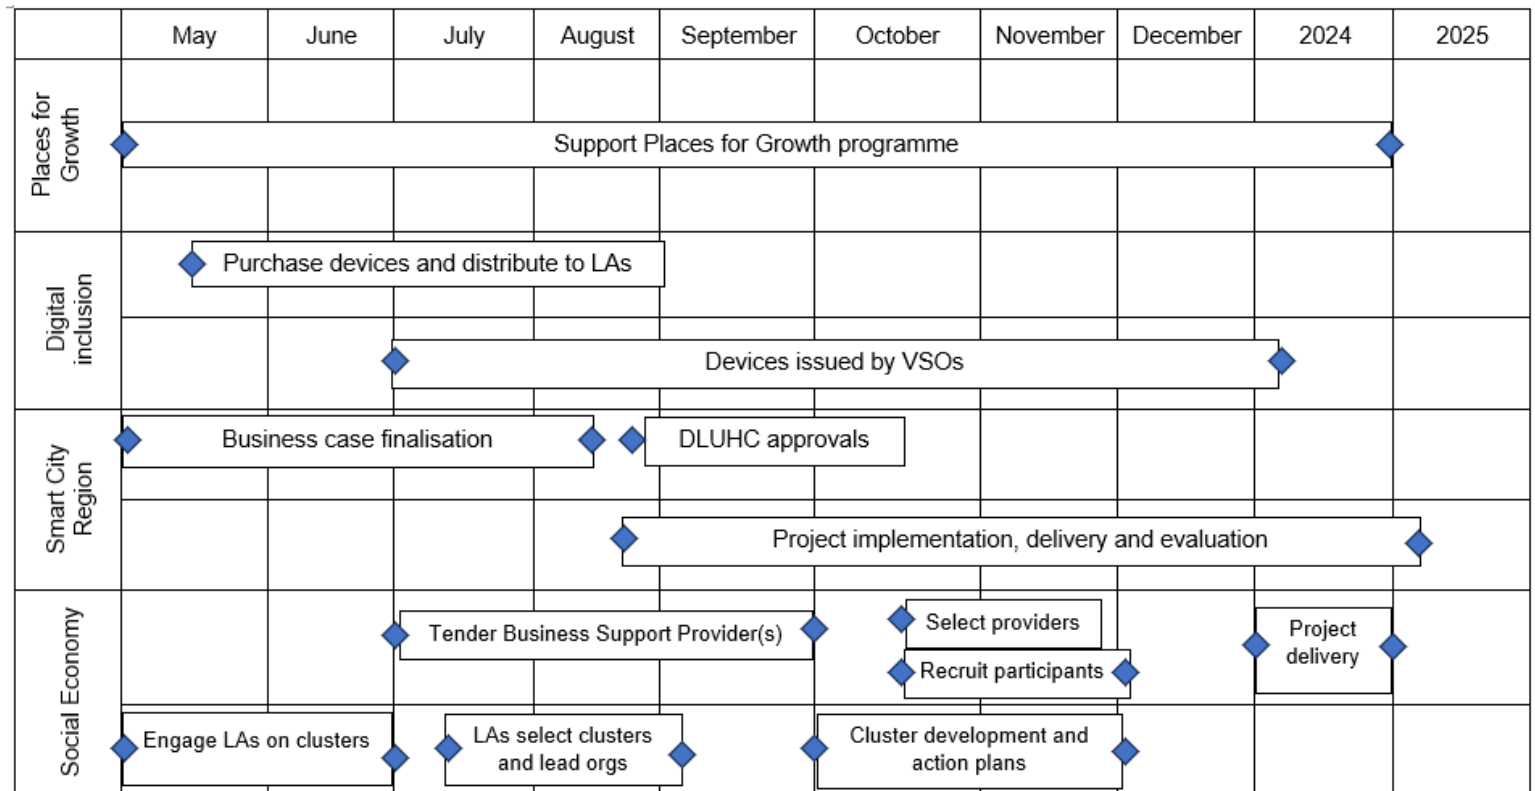 May June July August September October November December 2024 2025
Places for
Growth
Support Places for Growth programme
Digital
inclusion
Purchase devices and distribute to LAs
Devices issued by VSOs
Smart City
Region
Business case finalisation
DLUHC approvals
Project implementation, delivery and evaluation
Social Economy
Tender Business Support Provider(s)
Select providers
Recruit participants
Project
delivery
Engage LAs on clusters
LAs select clusters
and lead orgs
Cluster development and
action plans